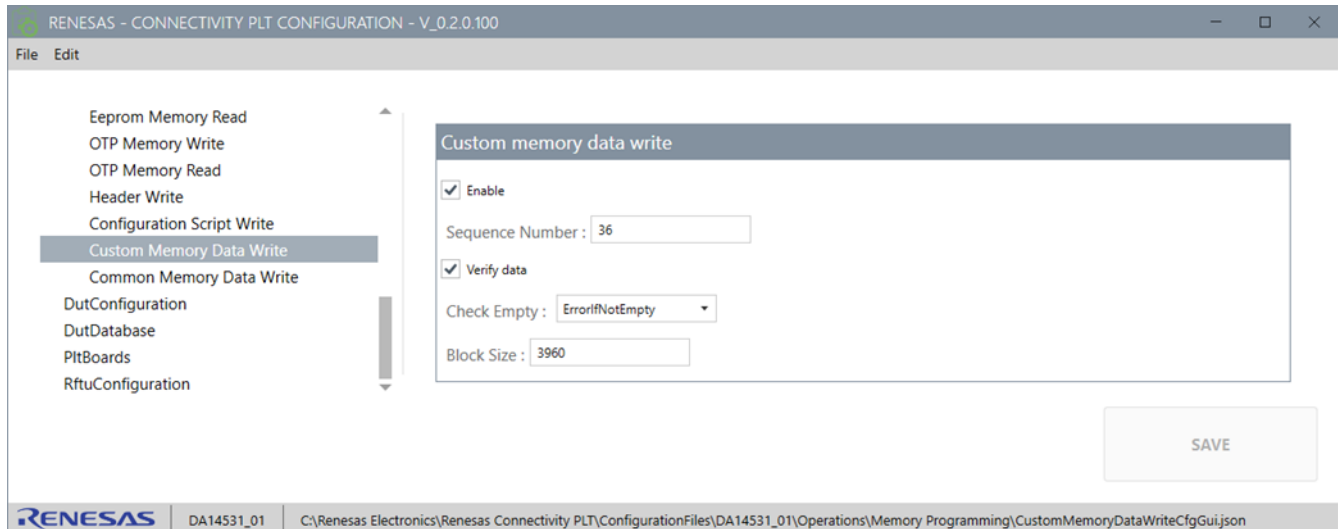 RENESAS - CONNECTIVITY PLT CONFIGURATION - V_0.2.0.100
File Edit
Eeprom Memory Read
OTP Memory Write
OTP Memory Read
Header Write
Configuration Script Write
Custom Memory Data Write
Common Memory Data Write
DutConfiguration
DutDatabase
PltBoards
RftuConfiguration
Custom memory data write
Enable
Sequence Number : 36
Verify data
Check Empty : ErrorIfNotEmpty
Block Size : 3960
SAVE
RENESAS DA14531_01 C:\Renesas Electronics\Renesas Connectivity PLT\ConfigurationFiles\DA14531_01\Operations\Memory Programming\CustomMemoryDataWriteCfgGui.json